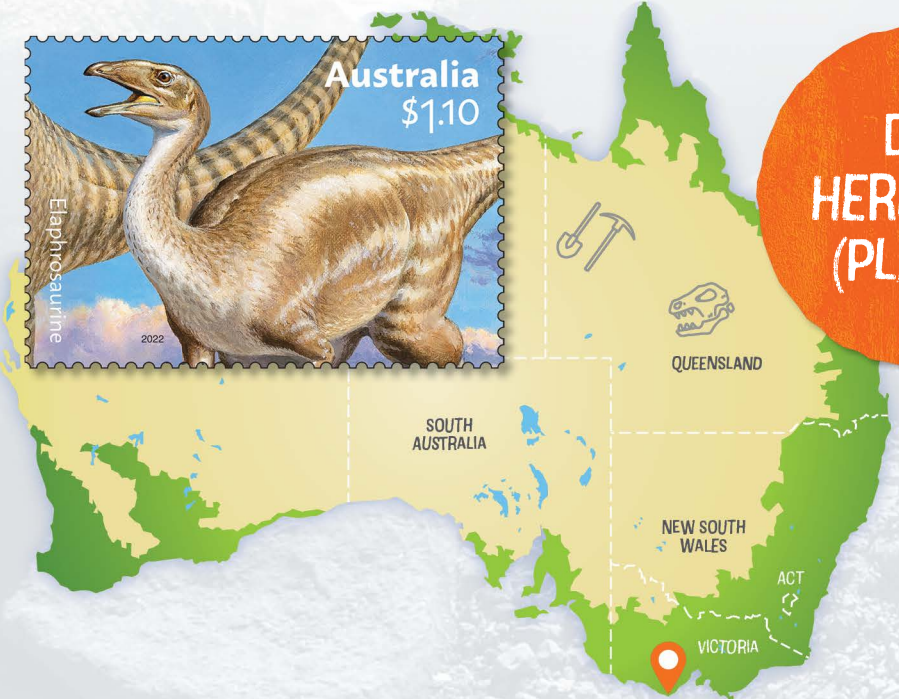 Australia
$1.10
Elaphrosaurine
2022
QUEENSLAND
SOUTH
AUSTRALIA
NEW SOUTH
WALES
ACT
VICTORIA